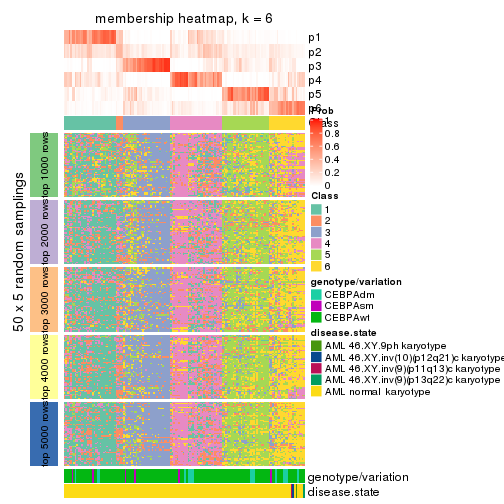 membership heatmap, k = 6
p1
p2
p3
p4
p5
p6
Prob
1
0.8
0.6
0.4
0.2
0
Class
Class
1
2
3
4
5
6
genotype/variation
CEBPAdm
CEBPAsm
CEBPAwt
disease.state
AML 46.XY.9ph karyotype
AML 46.XY.inv(10)(p12q21)c karyotype
AML 46.XY.inv(9)(p11q13)c karyotype
AML 46.XY.inv(9)(p13q22)c karyotype
AML normal karyotype
50 x 5 random samplings
top 1000 rows
top 2000 rows
top 3000 rows
top 4000 rows
top 5000 rows
genotype/variation
disease.state